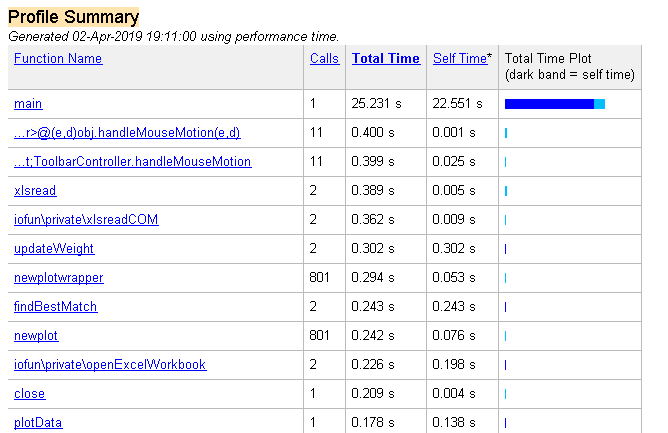 Profile Summary
Generated 02-Apr-2019 19:11:00 using performance time.
Function Name Calls Total Time Self Time* Total Time Plot
(dark band = self time)
main 1 25.231 s 22.551 s
...r>@(e,d)obj.handleMouseMotion(e,d) 11 0.400 s 0.001 s
...t;ToolbarController.handleMouseMotion 11 0.399 s 0.025 s
xlsread 2 0.389 s 0.005 s
iofun\private\xlsreadCOM 2 0.362 s 0.009 s
updateWeight 2 0.302 s 0.302 s
newplotwrapper 801 0.294 s 0.053 s
findBestMatch 2 0.243 s 0.243 s
newplot 801 0.242 s 0.076 s
iofun\private\openExcelWorkbook 2 0.226 s 0.198 s
close 1 0.209 s 0.004 s
plotData 1 0.178 s 0.138 s